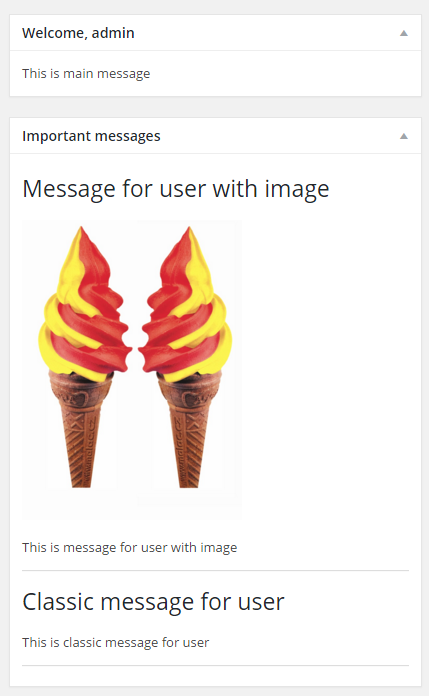 Welcome, admin
This is main message
Important messages
Message for user with image
This is message for user with image
Classic message for user
This is classic message for user